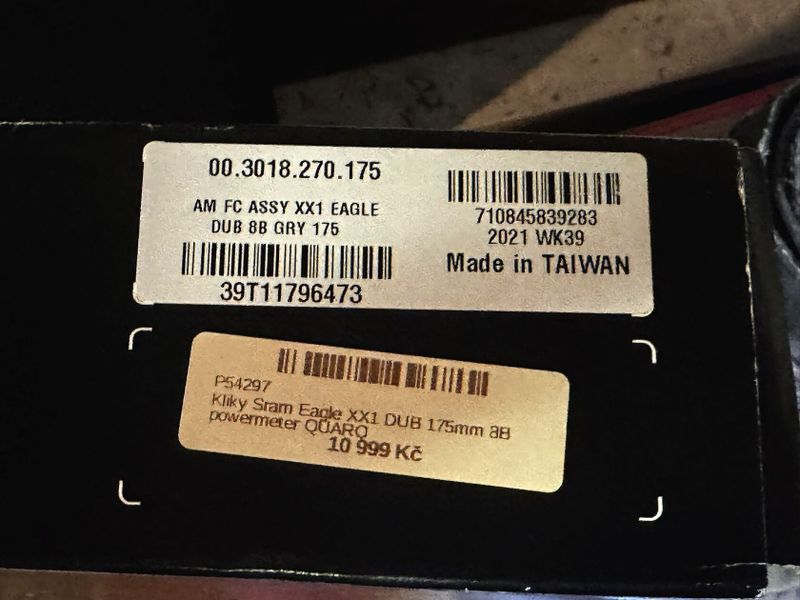 00.3018.270.175
AM FC ASSY XX1 EAGLE
DUB 8B GRY 175
39T11796473
710845839283
2021 WK39
Made in TAIWAN
P54297
Kliky Sram Eagle XX1 DUB 175mm 8B
powermeter QUARQ
10 999 Kč